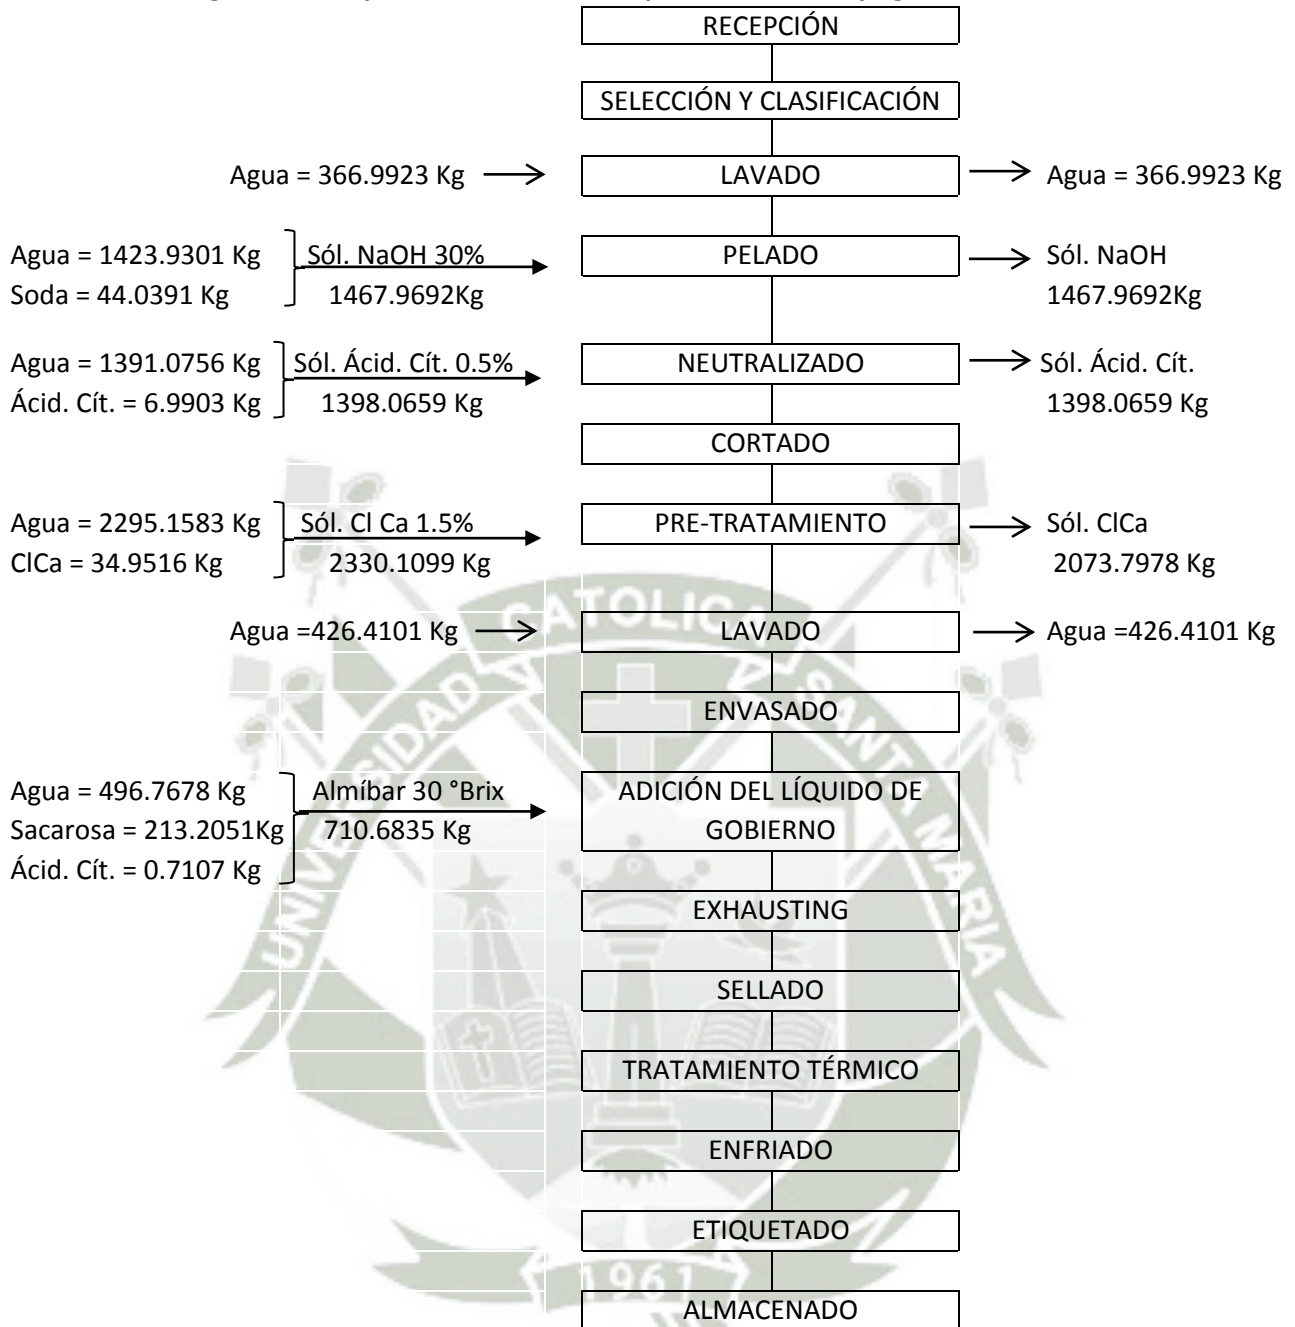 RECEPCIÓN
SELECCIÓN Y CLASIFICACIÓN
Agua = 366.9923 Kg
LAVADO
Agua = 366.9923 Kg
Agua = 1423.9301 Kg
Soda = 44.0391 Kg
Sól. NaOH 30%
1467.9692Kg
PELADO
Sól. NaOH
1467.9692Kg
Agua = 1391.0756 Kg
Ácid. Cít. = 6.9903 Kg
Sól. Ácid. Cít. 0.5%
1398.0659 Kg
NEUTRALIZADO
Sól. Ácid. Cít.
1398.0659 Kg
CORTADO
Agua = 2295.1583 Kg
ClCa = 34.9516 Kg
Sól. Cl Ca 1.5%
2330.1099 Kg
PRE-TRATAMIENTO
Sól. ClCa
2073.7978 Kg
Agua =426.4101 Kg
LAVADO
Agua =426.4101 Kg
ENVASADO
Agua = 496.7678 Kg
Sacarosa = 213.2051Kg
Ácid. Cít. = 0.7107 Kg
Almíbar 30 °Brix
710.6835 Kg
ADICIÓN DEL LÍQUIDO DE
GOBIERNO
EXHAUSTING
SELLADO
TRATAMIENTO TÉRMICO
ENFRIADO
ETIQUETADO
ALMACENADO
UNIVERSIDAD CATOLICA SANTA MARIA
1961